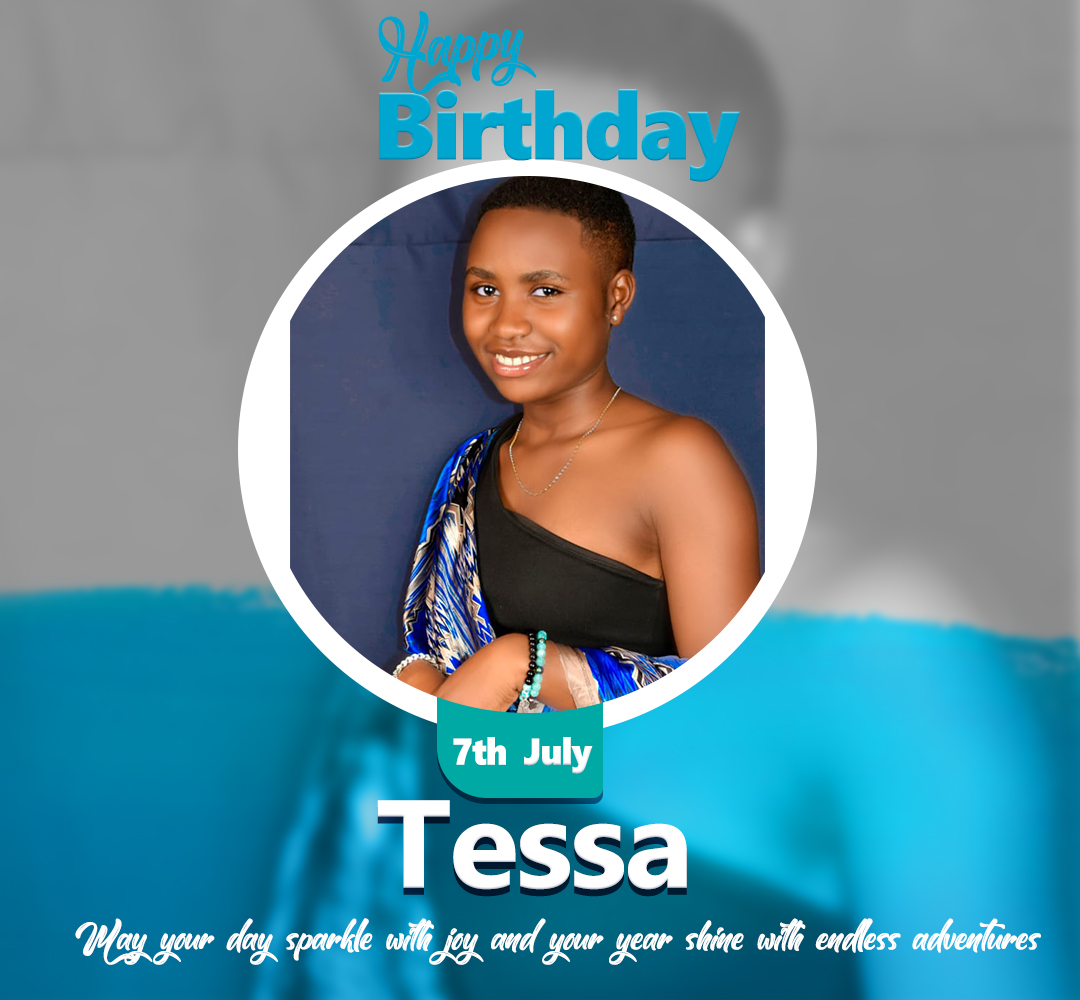 Happy
Birthday
7th July
Tessa
May your day sparkle with joy and your year shine with endless adventures